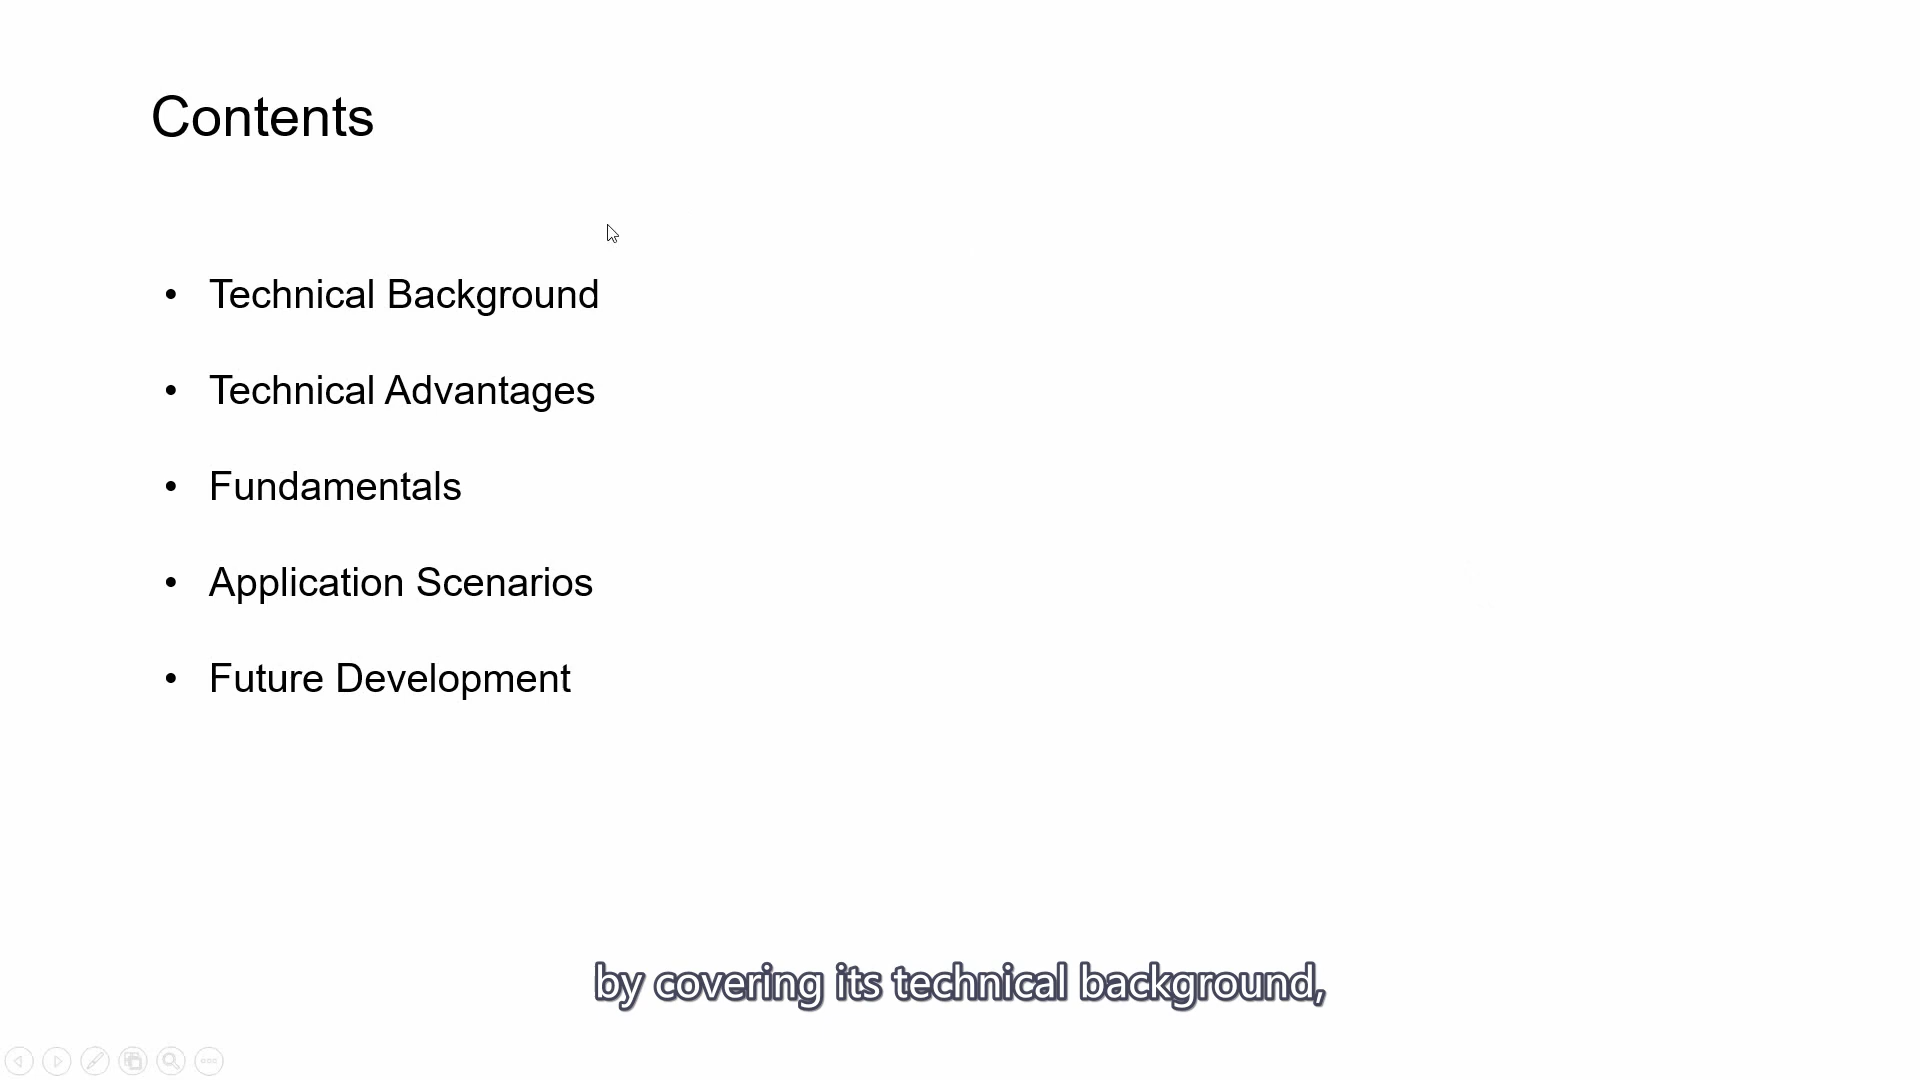 Contents
• Technical Background
• Technical Advantages
• Fundamentals
• Application Scenarios
• Future Development
by covering its technical background,